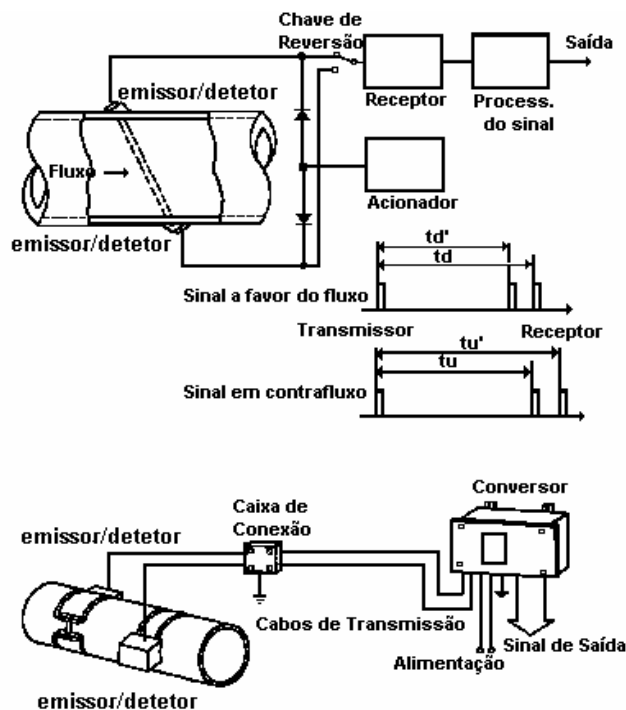 Chave de
Reversão
Saída
emissor/detetor
Receptor
Process.
do sinal
Fluxo
Acionador
emissor/detetor
td'
td
Sinal a favor do fluxo
Transmissor
Receptor
tu'
tu
Sinal em contrafluxo
Conversor
Caixa de
Conexão
emissor/detetor
Cabos de Transmissão
Sinal de Saída
Alimentação
emissor/detetor